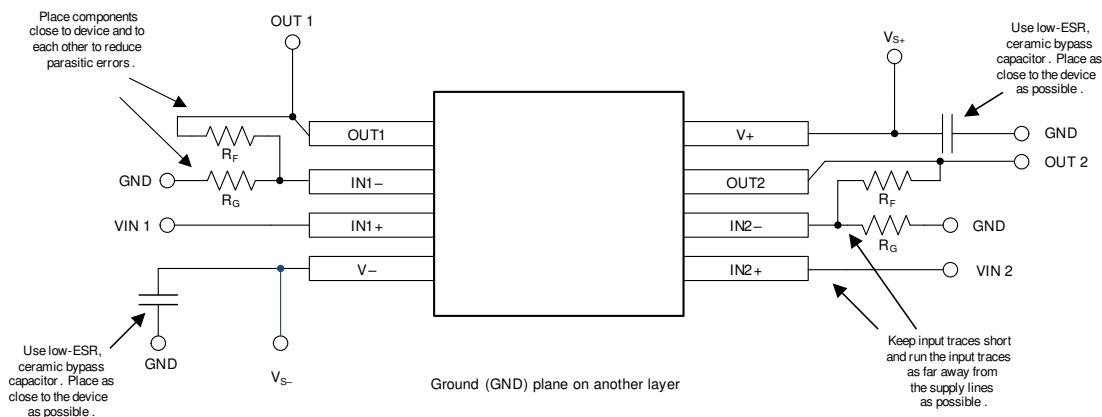 Place components
close to device and to
each other to reduce
parasitic errors .
OUT 1
VS+
Use low-ESR,
ceramic bypass
capacitor . Place as
close to the device
as possible .
OUT1
V+
GND
RF
OUT 2
GND
IN1−
OUT2
RG
RF
VIN 1
IN1+
IN2−
GND
RG
V−
IN2+
VIN 2
Use low-ESR,
ceramic bypass
capacitor . Place as
close to the device
as possible .
GND
VS−
Ground (GND) plane on another layer
Keep input traces short
and run the input traces
as far away from
the supply lines
as possible .